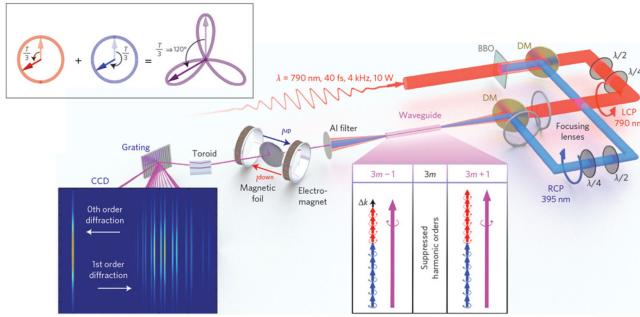 T/3
+
T/3
=
T/3 ⇒120°
λ = 790 nm, 40 fs, 4 kHz, 10 W
BBO
DM
λ/2
λ/4
LCP
790 nm
DM
Waveguide
Al filter
Focusing
lenses
RCP
395 nm
λ/4
λ/2
Grating
Toroid
CCD
Iup
Idown
Magnetic
foil
Electro-
magnet
0th order
diffraction
1st order
diffraction
3m − 1
3m
3m + 1
Δk
Suppressed
harmonic orders